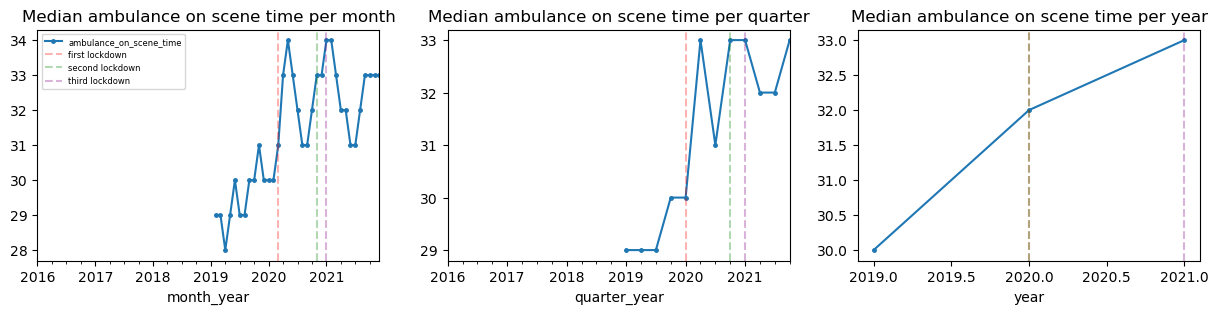 Median ambulance on scene time per month
34
33
32
31
30
29
28
ambulance_on_scene_time
first lockdown
second lockdown
third lockdown
2016 2017 2018 2019 2020 2021
month_year
Median ambulance on scene time per quarter
33
32
31
30
29
2016 2017 2018 2019 2020 2021
quarter_year
Median ambulance on scene time per year
33.0
32.5
32.0
31.5
31.0
30.5
30.0
2019.0 2019.5 2020.0 2020.5 2021.0
year